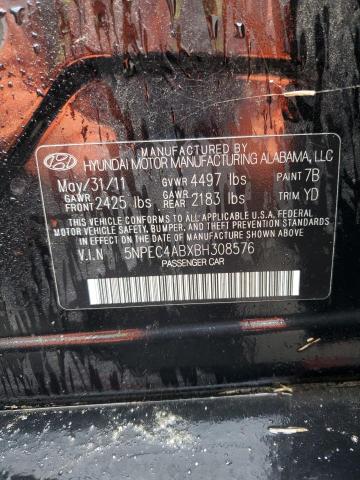 MANUFACTURED BY
HYUNDAI MOTOR MANUFACTURING ALABAMA, LLC
May/31/11 GVWR 4497 lbs PAINT 7B
GAWR FRONT 2425 lbs GAWR REAR 2183 lbs TRIM YD
THIS VEHICLE CONFORMS TO ALL APPLICABLE U.S.A. FEDERAL
MOTOR VEHICLE SAFETY, BUMPER, AND THEFT PREVENTION
STANDARDS IN EFFECT ON THE DATE OF MANUFACTURE SHOWN ABOVE.
V.I.N 5NPEC4ABXBH308576
PASSENGER CAR